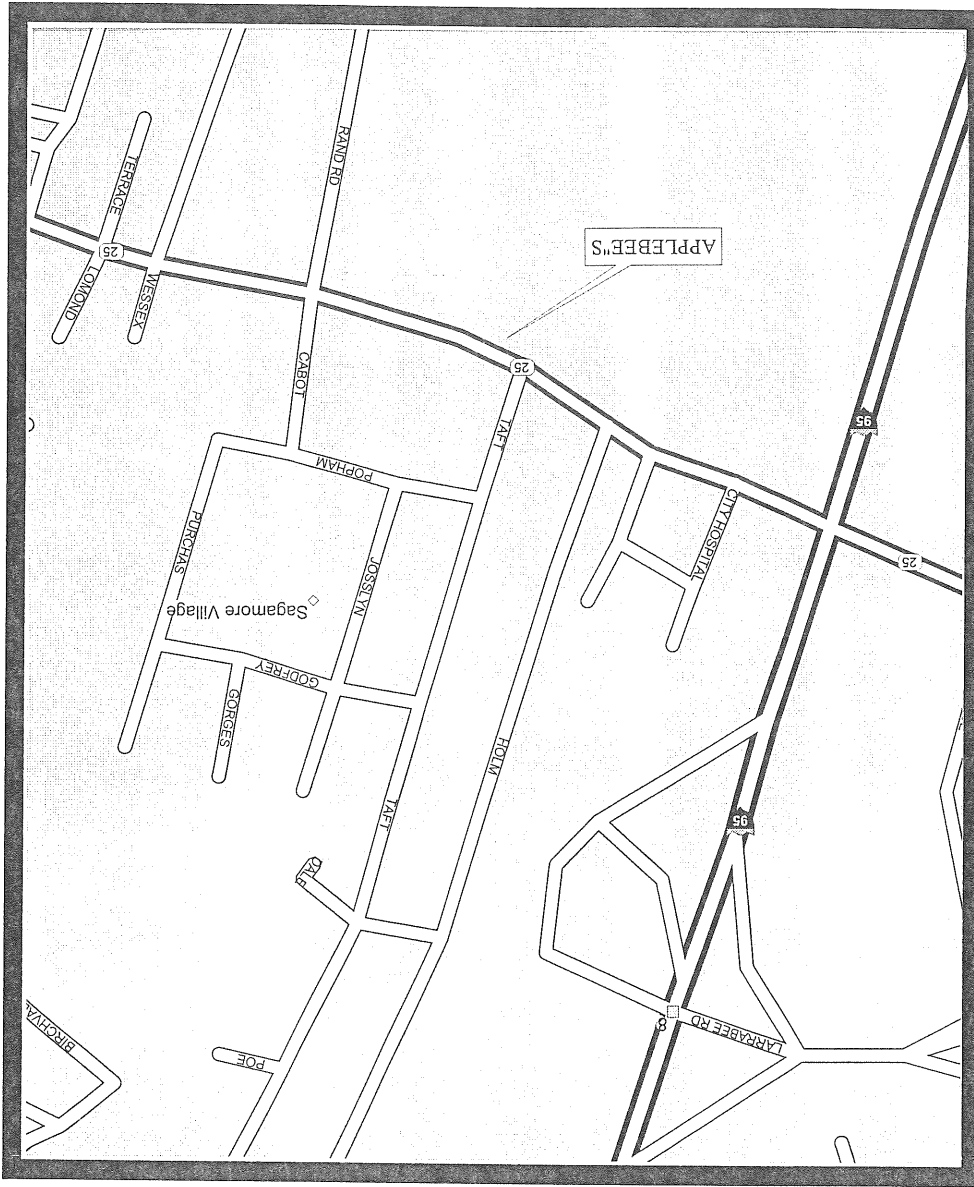 RAND RD
TERRACE
APPLEBEE"S
25
LOMOND
WESSEX
CABOT
25
TAFT
95
POPHAM
CITY HOSPITAL
PURCHAS
JOSSLYN
25
Sagamore Village
GODFREY
GORGES
HOLM
TAFT
95
DALE
8
LARRABEE RD
BIRCHVA
POE